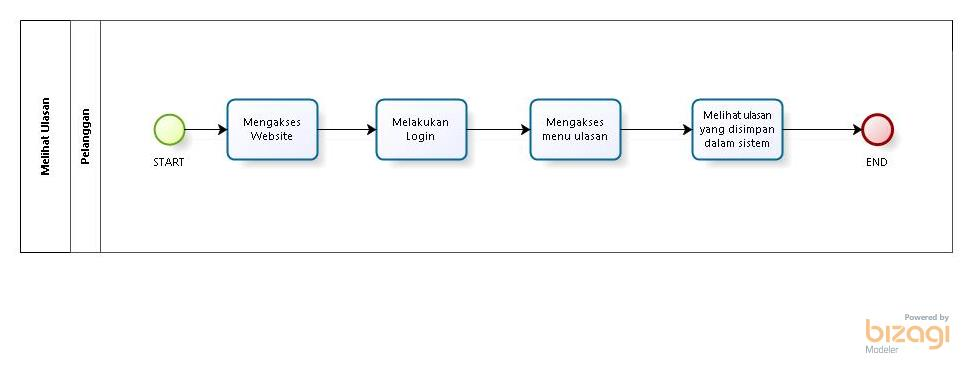 Melihat Ulasan
Pelanggan
START
Mengakses
Website
Melakukan
Login
Mengakses
menu ulasan
Melihat ulasan
yang disimpan
dalam sistem
END
Powered by
bizagi
Modeler